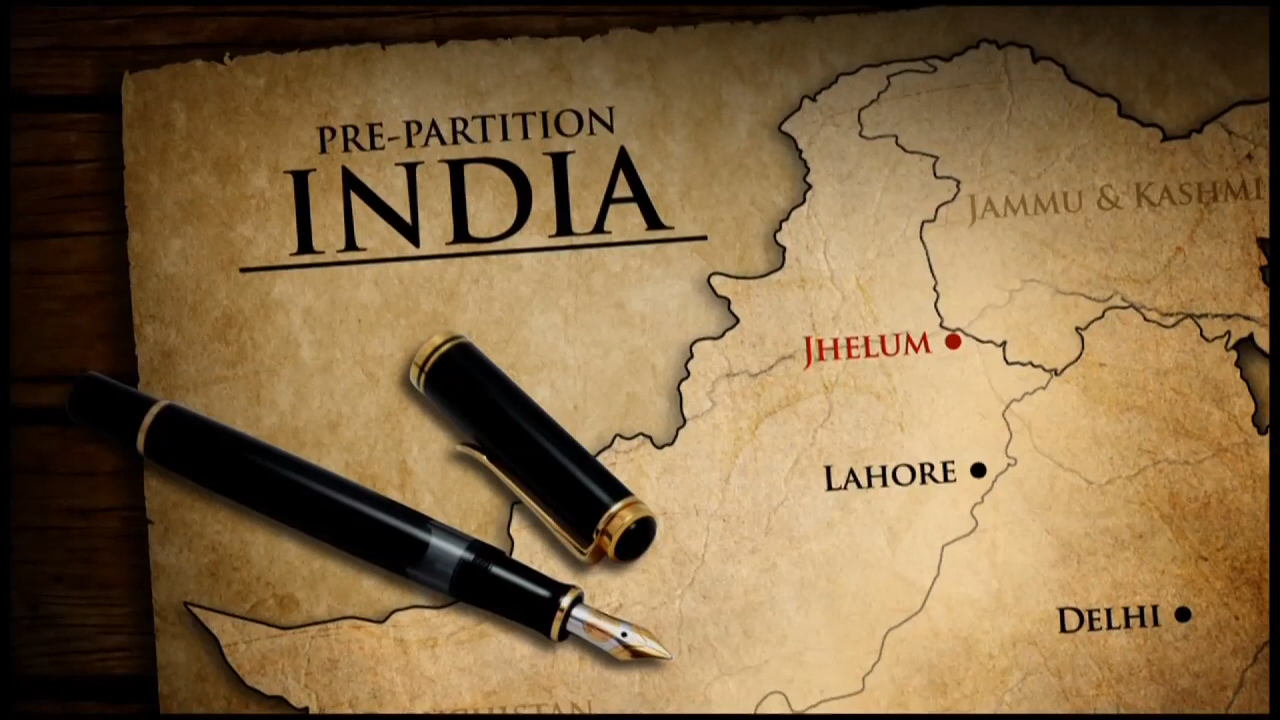 PRE-PARTITION
INDIA
JAMMU & KASHMI
JHELUM
LAHORE
DELHI